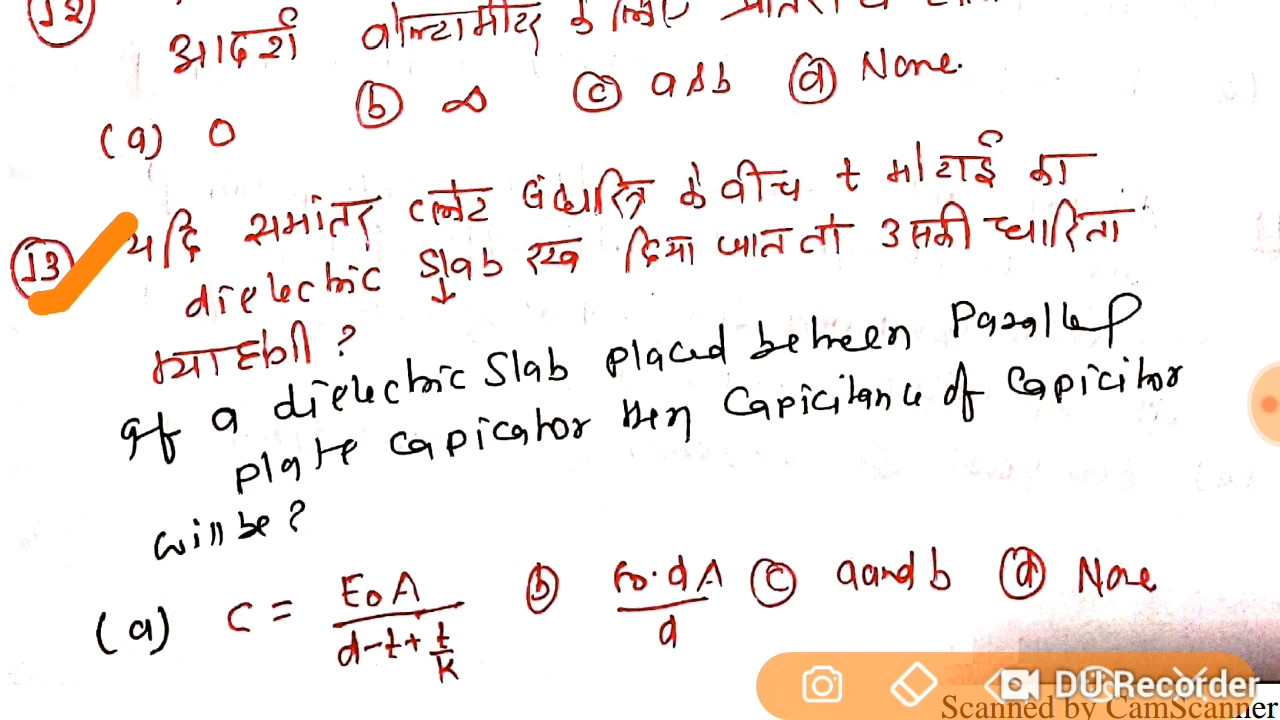 12
आदर्श वोल्टामीटर के लिए
(a) 0 (b) ∞ (c) a & b (d) None.
13 यदि समांतर प्लेट संधारित्र के बीच t मोटाई का
dielectric Slab रख दिया जात तो उसकी धारिता
क्या होगी ?
If a dielectric Slab placed between Parallel
plate capicator then Capicitance of Capicitor
will be ?
(a) C = E₀A / d-t+t/k (b) E₀.dA / d (c) a and b (d) None
DU Recorder
Scanned by CamScanner